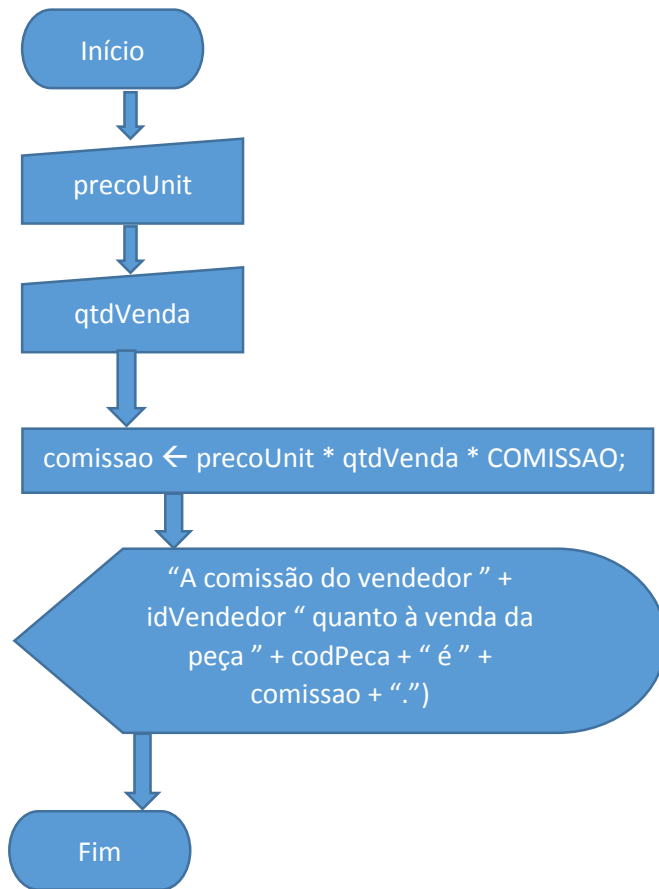 Início
precoUnit
qtdVenda
comissao ← precoUnit * qtdVenda * COMISSAO;
“A comissão do vendedor ” +
idVendedor “ quanto à venda da
peça ” + codPeca + “ é ” +
comissao + “.”)
Fim